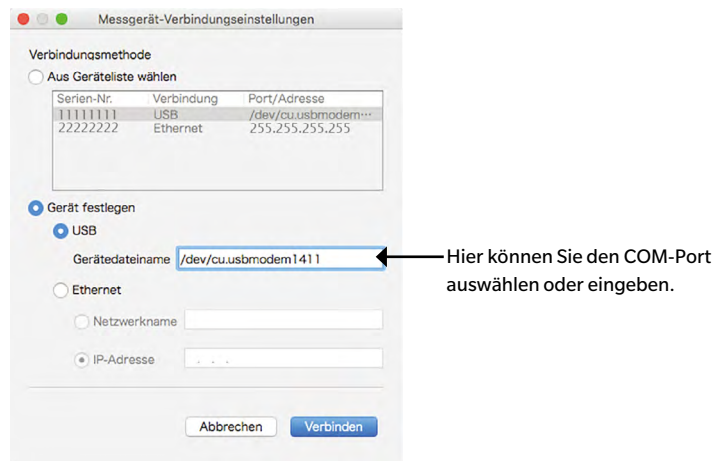 Messgerät-Verbindungseinstellungen
Verbindungsmethode
Aus Geräteliste wählen
Serien-Nr. Verbindung Port/Adresse
11111111 USB /dev/cu.usbmodem···
22222222 Ethernet 255.255.255.255
Gerät festlegen
USB
Gerätedateiname /dev/cu.usbmodem1411
Hier können Sie den COM-Port
auswählen oder eingeben.
Ethernet
Netzwerkname
IP-Adresse . . .
Abbrechen Verbinden